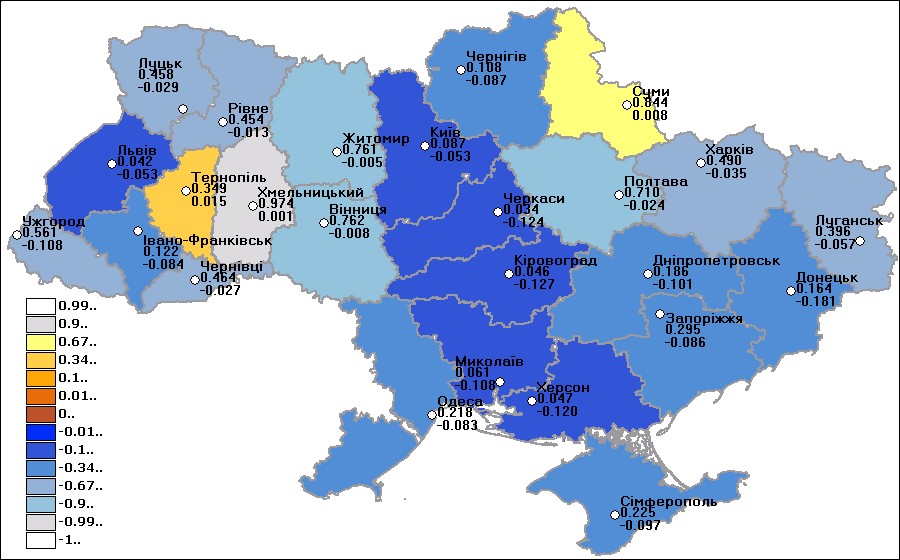 Чернігів
0.108
-0.087
Суми
0.844
0.008
Луцьк
0.458
-0.029
Рівне
0.454
-0.013
Житомир
0.761
-0.005
Київ
0.087
-0.053
Харків
0.490
-0.035
Львів
0.042
-0.053
Тернопіль
0.349
0.015
Хмельницький
0.974
0.001
Вінниця
0.762
-0.008
Черкаси
0.034
-0.124
Полтава
0.710
-0.024
Луганськ
0.396
-0.057
Ужгород
0.561
-0.108
Івано-Франківськ
0.122
-0.084
Чернівці
0.464
-0.027
Кіровоград
0.046
-0.127
Дніпропетровськ
0.186
-0.101
Донецьк
0.164
-0.181
Запоріжжя
0.295
-0.086
Миколаїв
0.061
-0.108
Херсон
0.047
-0.120
Одеса
0.218
-0.083
Сімферополь
0.225
-0.097
0.99..
0.9..
0.67..
0.34..
0.1..
0.01..
0..
-0.01..
-0.1..
-0.34..
-0.67..
-0.9..
-0.99..
-1..